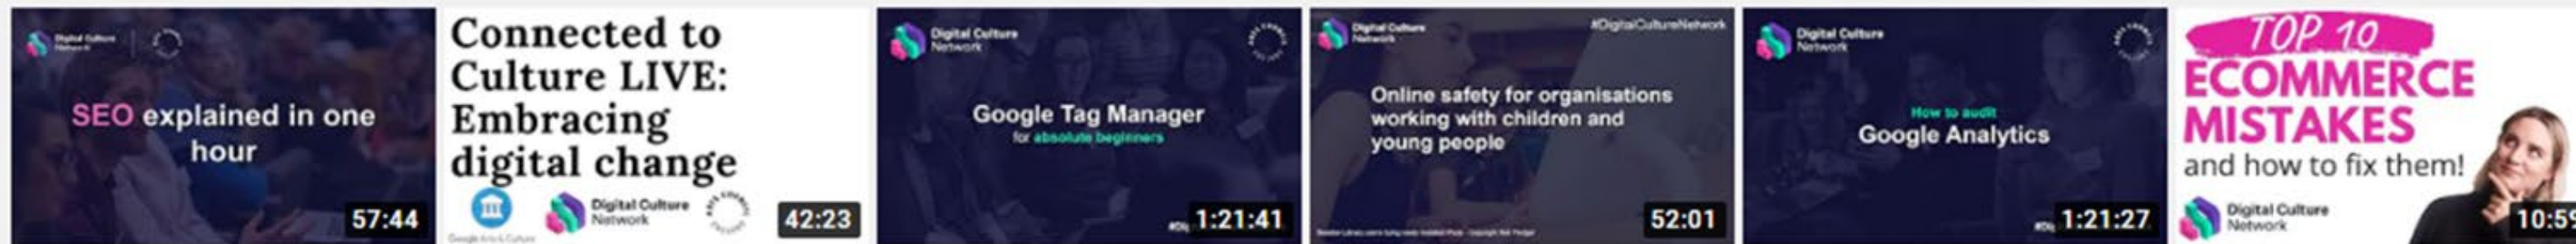 Digital Culture
Network
SEO explained in one
hour
57:44
Connected to
Culture LIVE:
Embracing
digital change
Google Arts & Culture
Digital Culture
Network
42:23
Digital Culture
Network
Google Tag Manager
for absolute beginners
1:21:41
Digital Culture
Network
#DigitalCultureNetwork
Online safety for organisations
working with children and
young people
52:01
Digital Culture
Network
How to audit
Google Analytics
1:21:27
TOP 10
ECOMMERCE
MISTAKES
and how to fix them!
Digital Culture
Network